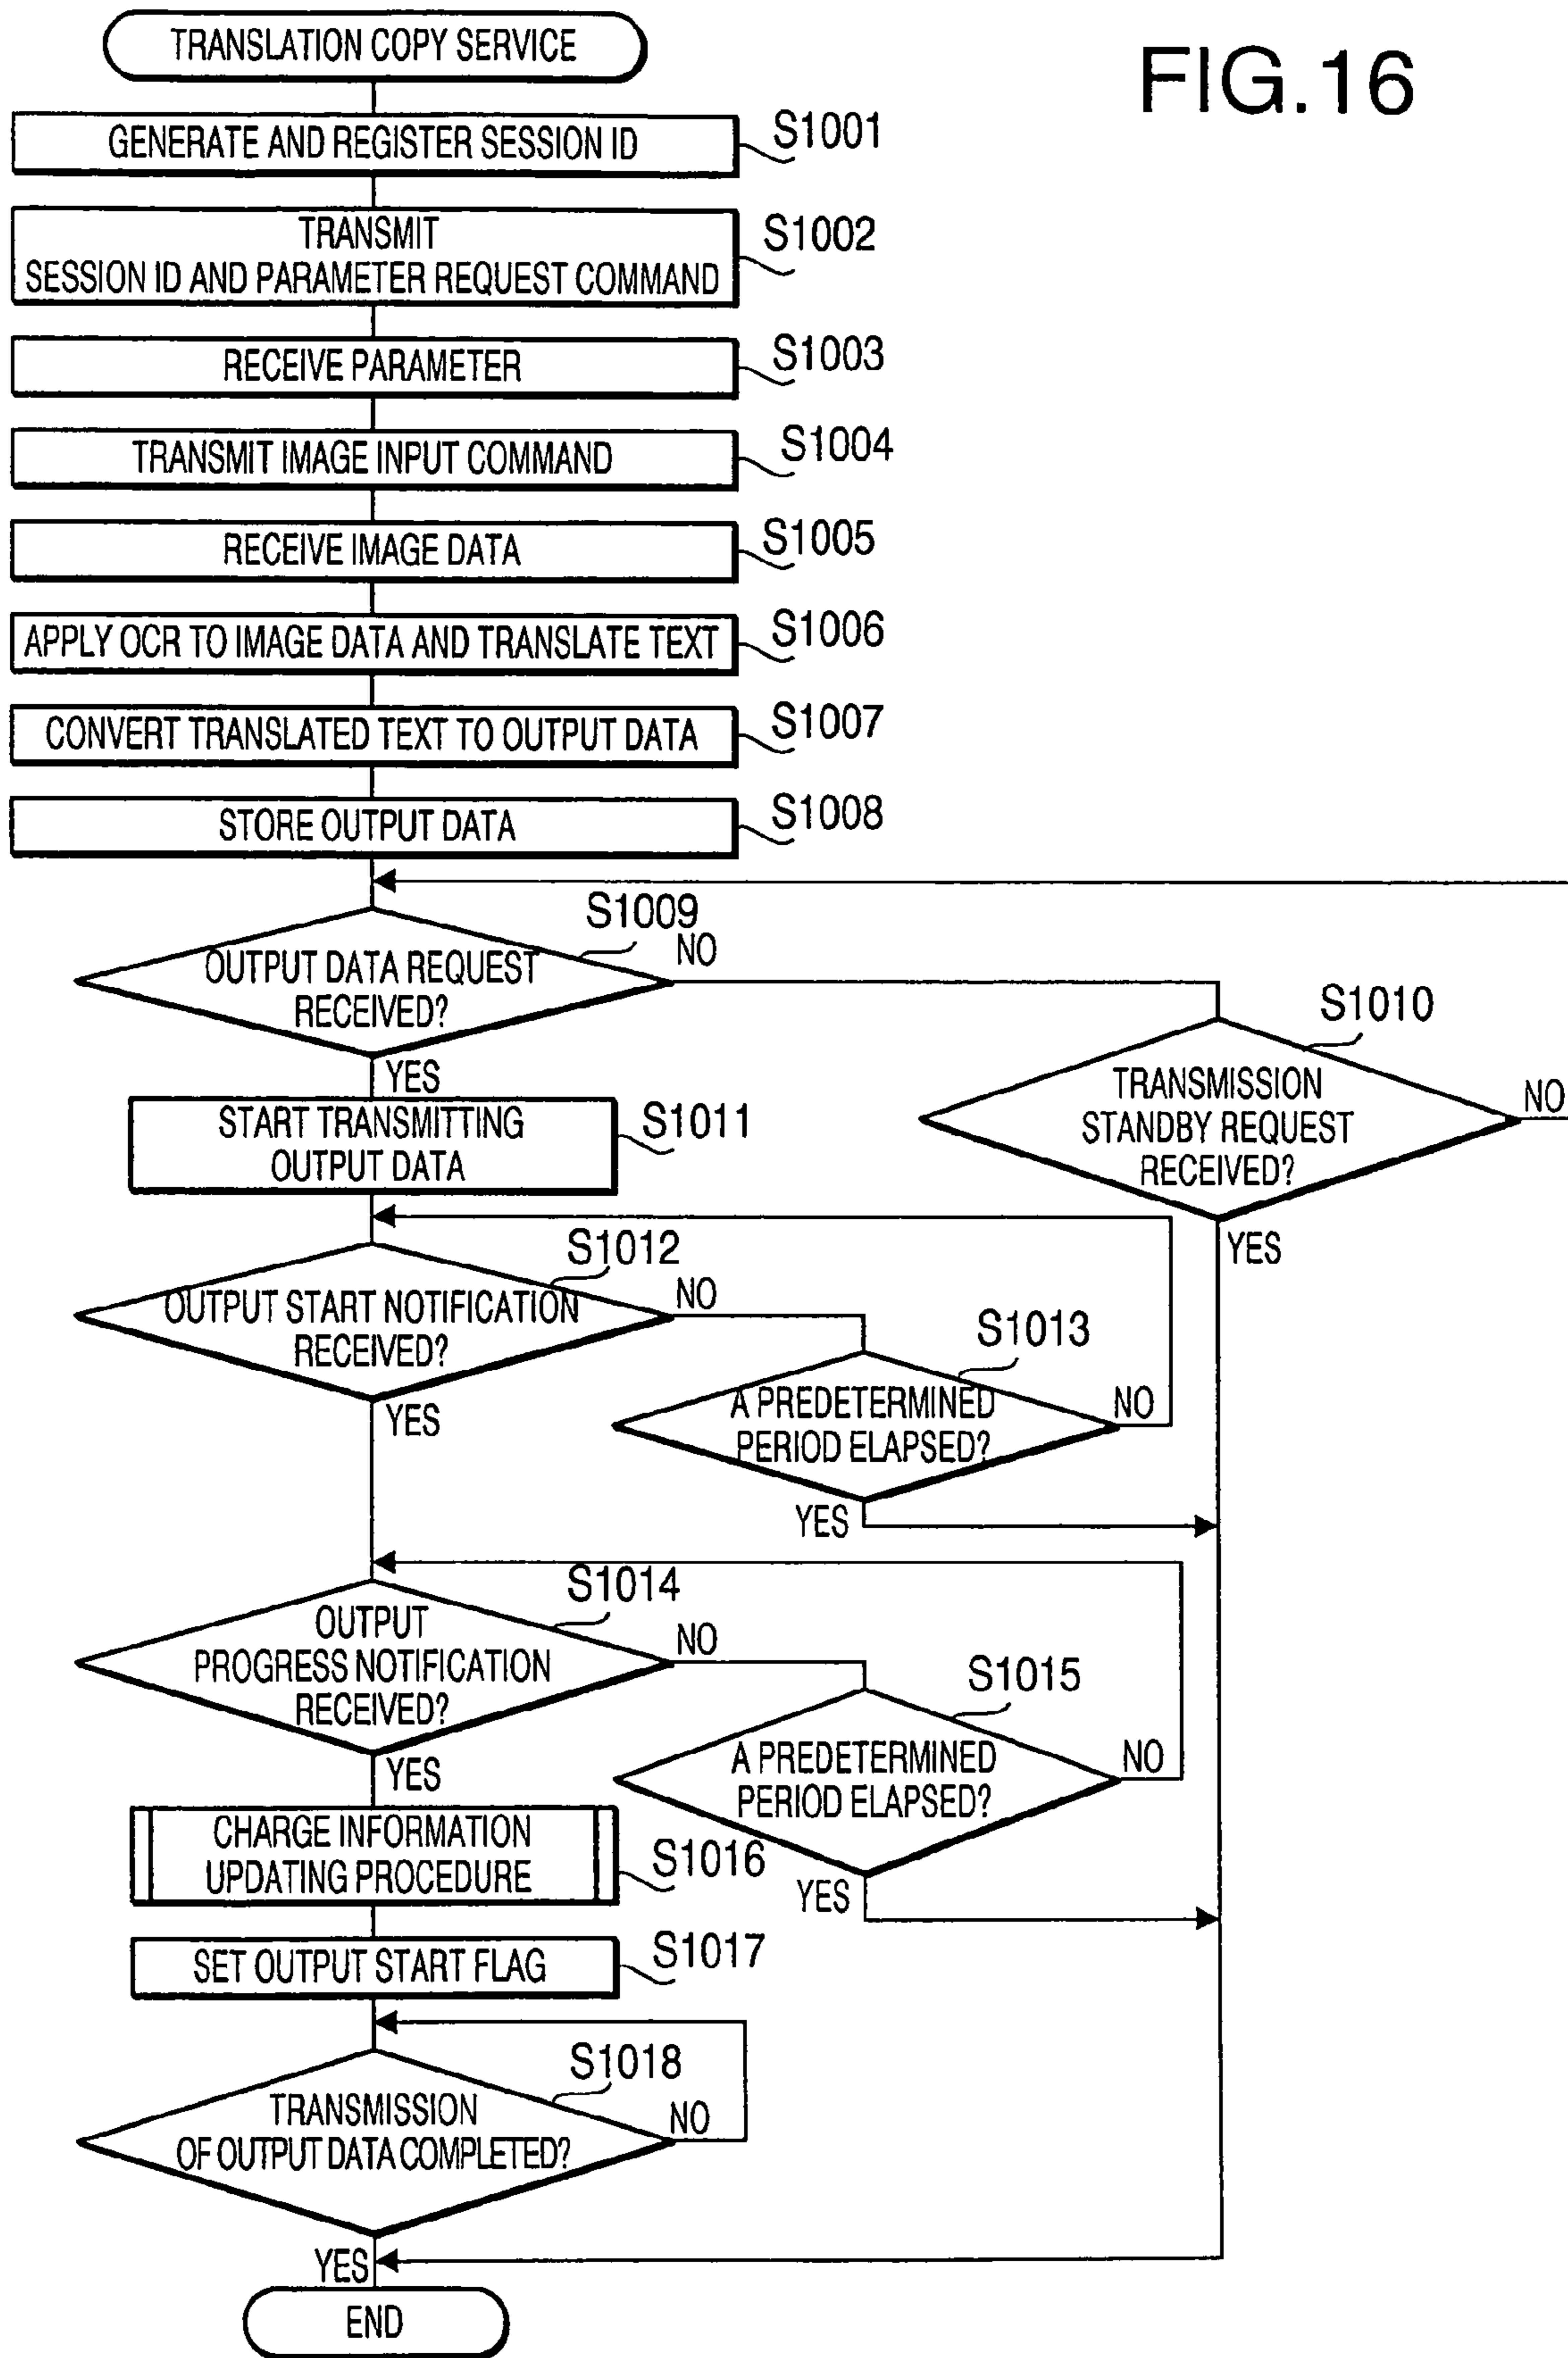 FIG.16
TRANSLATION COPY SERVICE
GENERATE AND REGISTER SESSION ID
S1001
TRANSMIT
SESSION ID AND PARAMETER REQUEST COMMAND
S1002
RECEIVE PARAMETER
S1003
TRANSMIT IMAGE INPUT COMMAND
S1004
RECEIVE IMAGE DATA
S1005
APPLY OCR TO IMAGE DATA AND TRANSLATE TEXT
S1006
CONVERT TRANSLATED TEXT TO OUTPUT DATA
S1007
STORE OUTPUT DATA
S1008
S1009
OUTPUT DATA REQUEST
RECEIVED?
NO
YES
S1010
TRANSMISSION
STANDBY REQUEST
RECEIVED?
NO
YES
START TRANSMITTING
OUTPUT DATA
S1011
S1012
OUTPUT START NOTIFICATION
RECEIVED?
NO
YES
S1013
A PREDETERMINED
PERIOD ELAPSED?
NO
YES
S1014
OUTPUT
PROGRESS NOTIFICATION
RECEIVED?
NO
YES
S1015
A PREDETERMINED
PERIOD ELAPSED?
NO
YES
CHARGE INFORMATION
UPDATING PROCEDURE
S1016
SET OUTPUT START FLAG
S1017
S1018
TRANSMISSION
OF OUTPUT DATA COMPLETED?
NO
YES
END